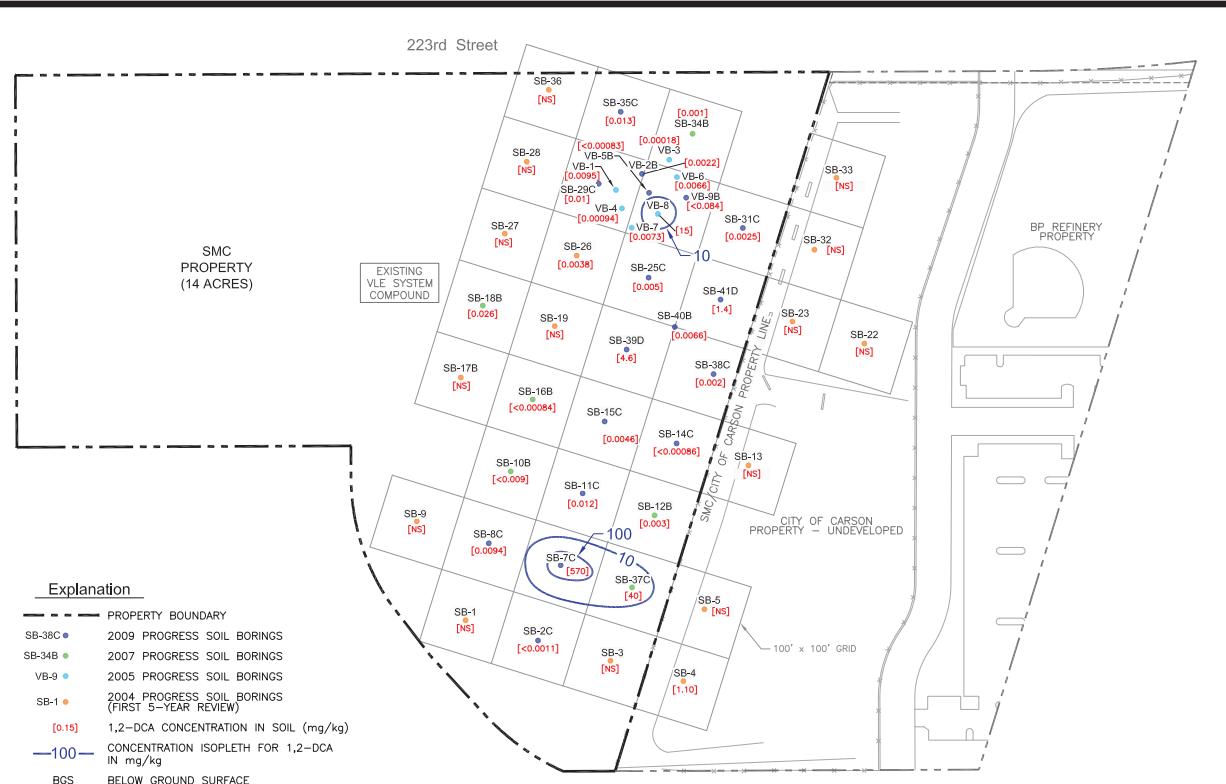 223rd Street
SB-36
[NS]
SB-35C
[0.013]
[0.001]
SB-34B
[0.00018]
VB-3
[<0.00083]
VB-5B
VB-2B
[0.0022]
SB-28
[NS]
VB-1
[0.0095]
SB-29C
[0.01]
VB-6
[0.0066]
VB-9B
[<0.084]
VB-4
[0.00094]
VB-8
[15]
VB-7
[0.0073]
10
SB-31C
[0.0025]
SB-33
[NS]
SB-32
[NS]
BP REFINERY
PROPERTY
SMC
PROPERTY
(14 ACRES)
EXISTING
VLE SYSTEM
COMPOUND
SB-27
[NS]
SB-26
[0.0038]
SB-25C
[0.005]
SB-41D
[1.4]
SB-18B
[0.026]
SB-19
[NS]
SB-40B
[0.0066]
SB-23
[NS]
SB-22
[NS]
SB-39D
[4.6]
SB-38C
[0.002]
SB-17B
[NS]
SB-16B
[<0.00084]
SB-15C
[0.0046]
SB-14C
[<0.00086]
SB-13
[NS]
SMC/CITY OF CARSON PROPERTY LINE
SB-10B
[<0.009]
SB-11C
[0.012]
SB-12B
[0.003]
CITY OF CARSON
PROPERTY – UNDEVELOPED
SB-9
[NS]
SB-8C
[0.0094]
100
10
SB-7C
[570]
SB-37C
[40]
SB-5
[NS]
SB-1
[NS]
SB-2C
[<0.0011]
SB-3
[NS]
SB-4
[1.10]
100' x 100' GRID
Explanation
PROPERTY BOUNDARY
SB-38C 2009 PROGRESS SOIL BORINGS
SB-34B 2007 PROGRESS SOIL BORINGS
VB-9 2005 PROGRESS SOIL BORINGS
SB-1 2004 PROGRESS SOIL BORINGS
(FIRST 5-YEAR REVIEW)
[0.15] 1,2-DCA CONCENTRATION IN SOIL (mg/kg)
100 CONCENTRATION ISOPLETH FOR 1,2-DCA
IN mg/kg
BGS BELOW GROUND SURFACE